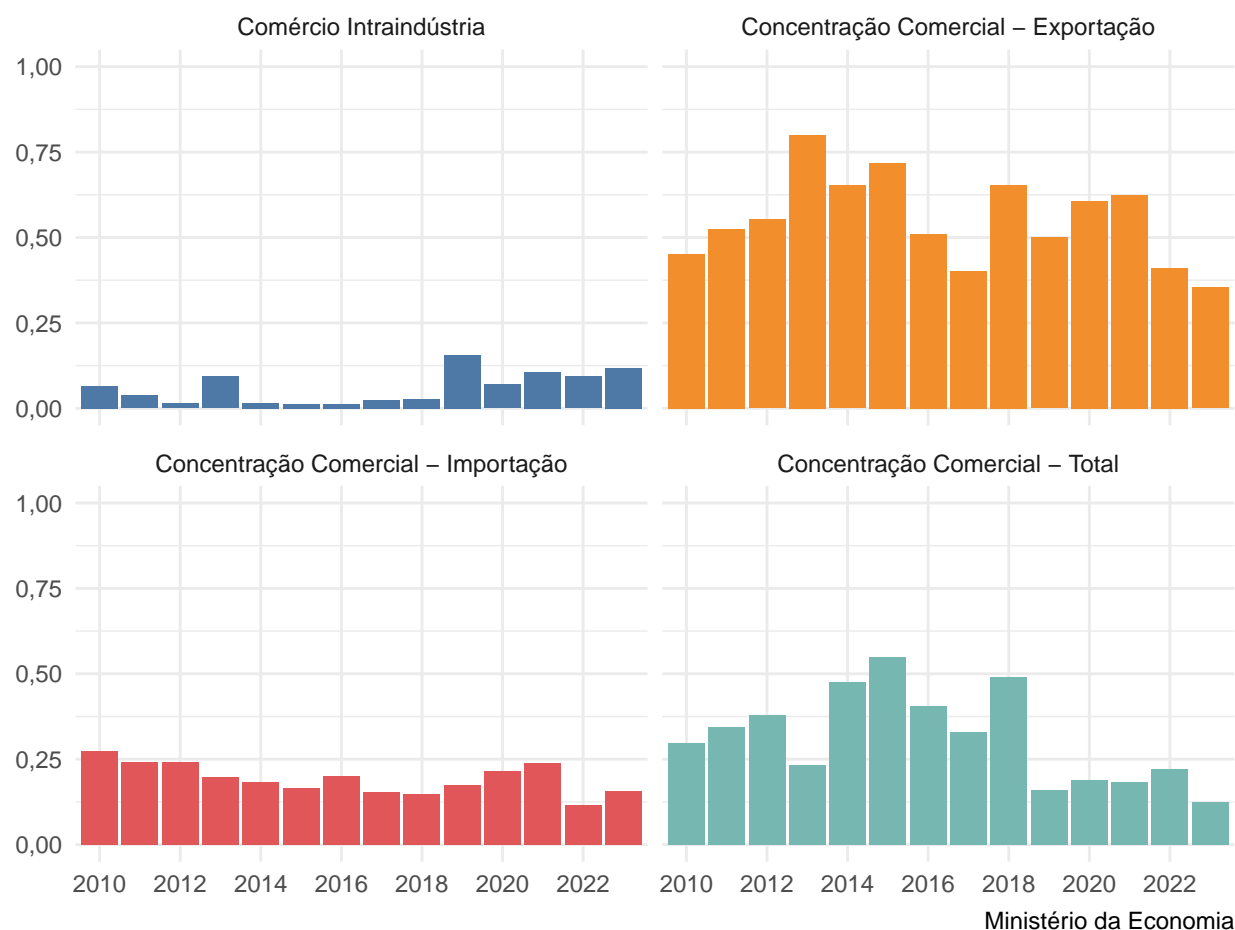 Comércio Intraindústria
Concentração Comercial – Exportação
1,00
0,75
0,50
0,25
0,00
Concentração Comercial – Importação
Concentração Comercial – Total
1,00
0,75
0,50
0,25
0,00
2010 2012 2014 2016 2018 2020 2022
2010 2012 2014 2016 2018 2020 2022
Ministério da Economia